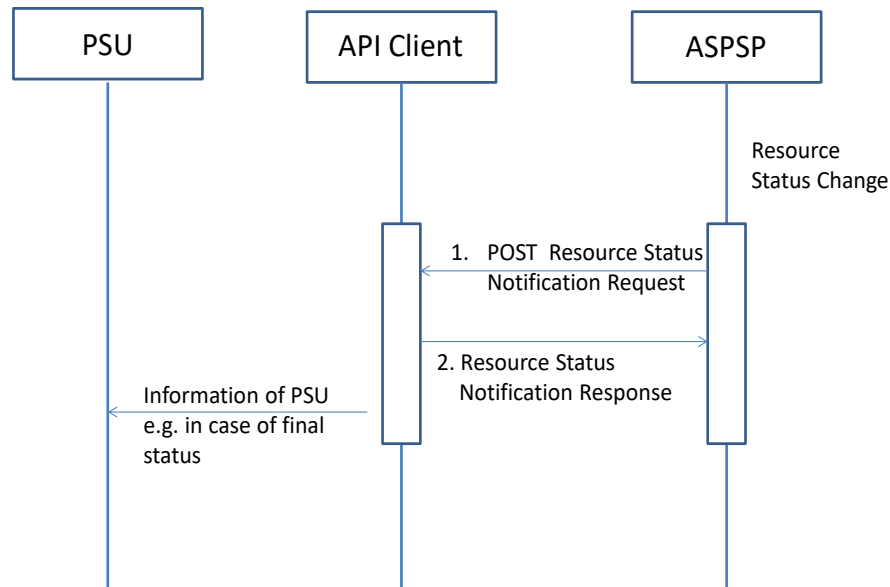 PSU
API Client
ASPSP
Resource
Status Change
1. POST Resource Status
Notification Request
2. Resource Status
Notification Response
Information of PSU
e.g. in case of final
status